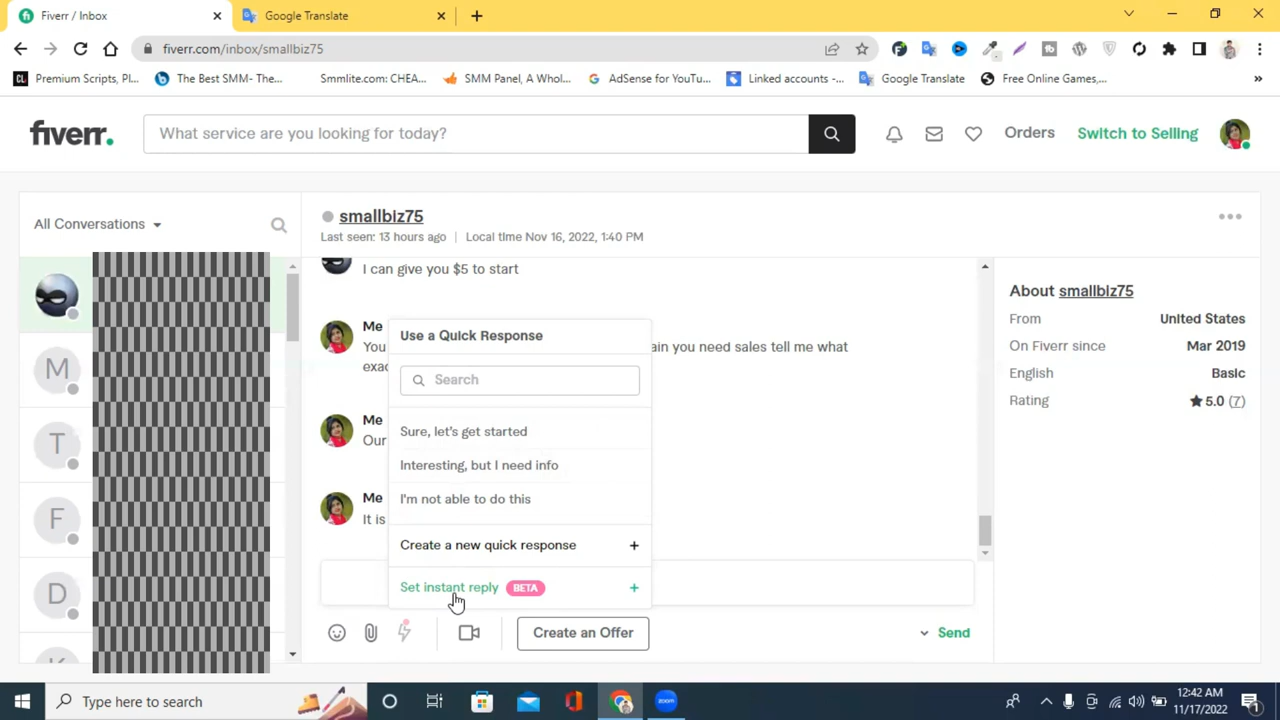 Fiverr / Inbox
Google Translate
fiverr.com/inbox/smallbiz75
CL Premium Scripts, Pl...
The Best SMM- The...
Smmlite.com: CHEA...
SMM Panel, A Whol...
AdSense for YouTu...
Linked accounts -...
Google Translate
Free Online Games,...
fiverr.
What service are you looking for today?
Orders
Switch to Selling
All Conversations
smallbiz75
Last seen: 13 hours ago | Local time Nov 16, 2022, 1:40 PM
M
T
F
D
I can give you $5 to start
Me
You
ain you need sales tell me what
exac
Me
Our
Me
It is
Use a Quick Response
Search
Sure, let's get started
Interesting, but I need info
I'm not able to do this
Create a new quick response +
Set instant reply BETA +
Create an Offer
Send
About smallbiz75
From United States
On Fiverr since Mar 2019
English Basic
Rating 5.0 (7)
Type here to search
zoom
12:42 AM
11/17/2022
1